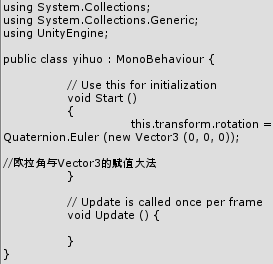 using System.Collections;
using System.Collections.Generic;
using UnityEngine;
public class yihuo : MonoBehaviour {
// Use this for initialization
void Start ()
{
this.transform.rotation =
Quaternion.Euler (new Vector3 (0, 0, 0));
//欧拉角与Vector3的赋值大法
}
// Update is called once per frame
void Update () {
}
}